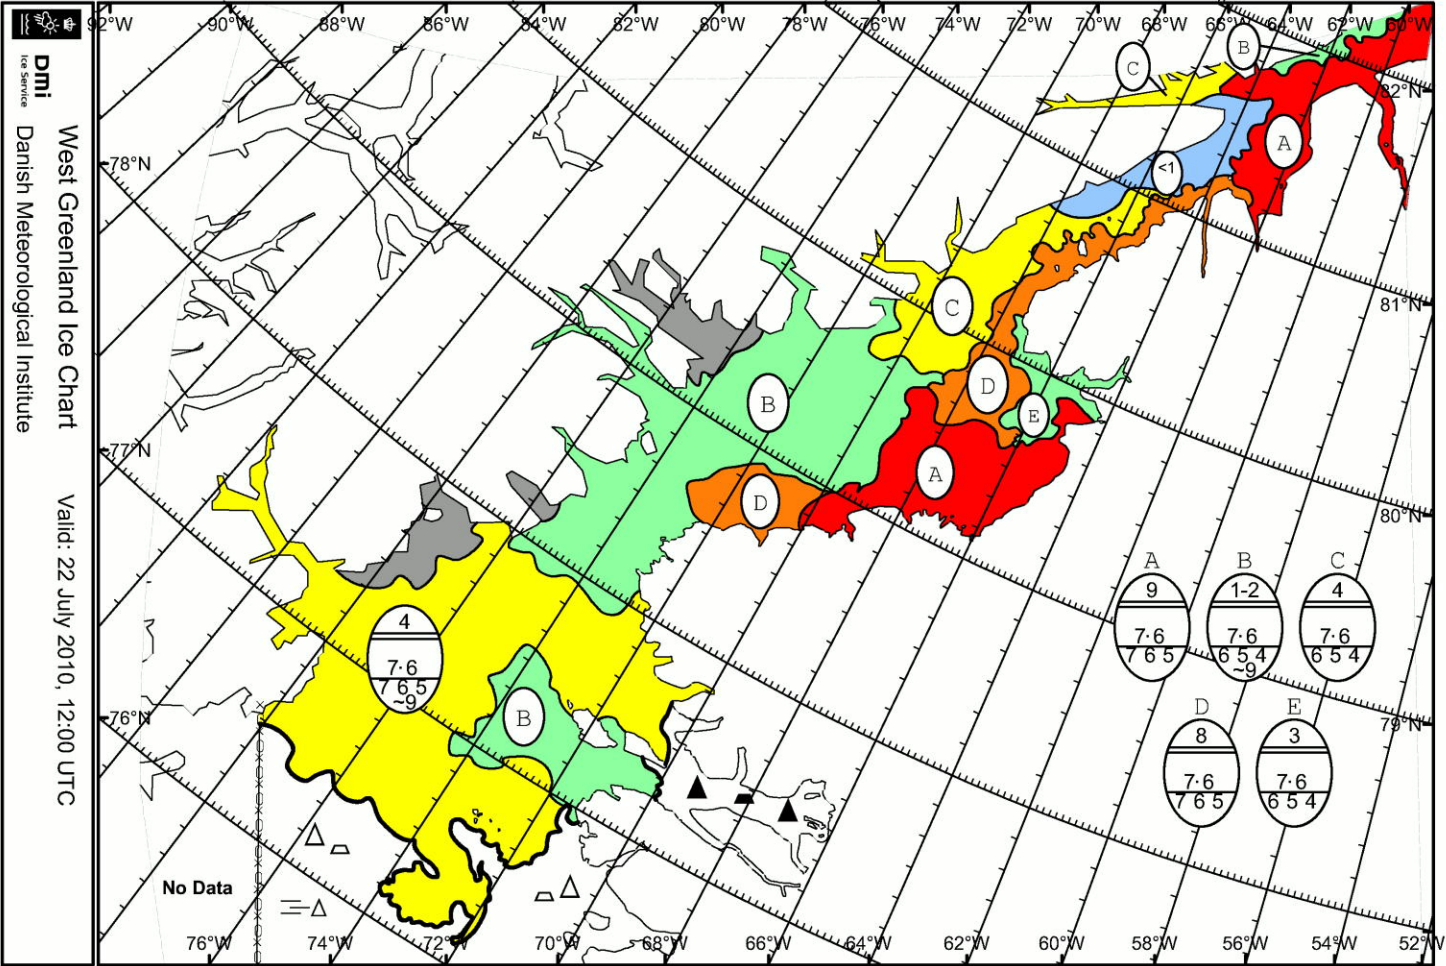 92°W 90°W 88°W 86°W 84°W 82°W 80°W 78°W 76°W 74°W 72°W 70°W 68°W 66°W 64°W 62°W 60°W
Dmi
Ice Service
West Greenland Ice Chart
Valid: 22 July 2010, 12:00 UTC
Danish Meteorological Institute
78°N
77°N
76°N
82°N
81°N
80°N
79°N
C
B
A
<1
C
D
E
B
A
D
4
7·6
7 6 5
~9
B
A
9
7·6
7 6 5
B
1-2
7·6
6 5 4
~9
C
4
7·6
6 5 4
D
8
7·6
7 6 5
E
3
7·6
6 5 4
No Data
76°W 74°W 72°W 70°W 68°W 66°W 64°W 62°W 60°W 58°W 56°W 54°W 52°W